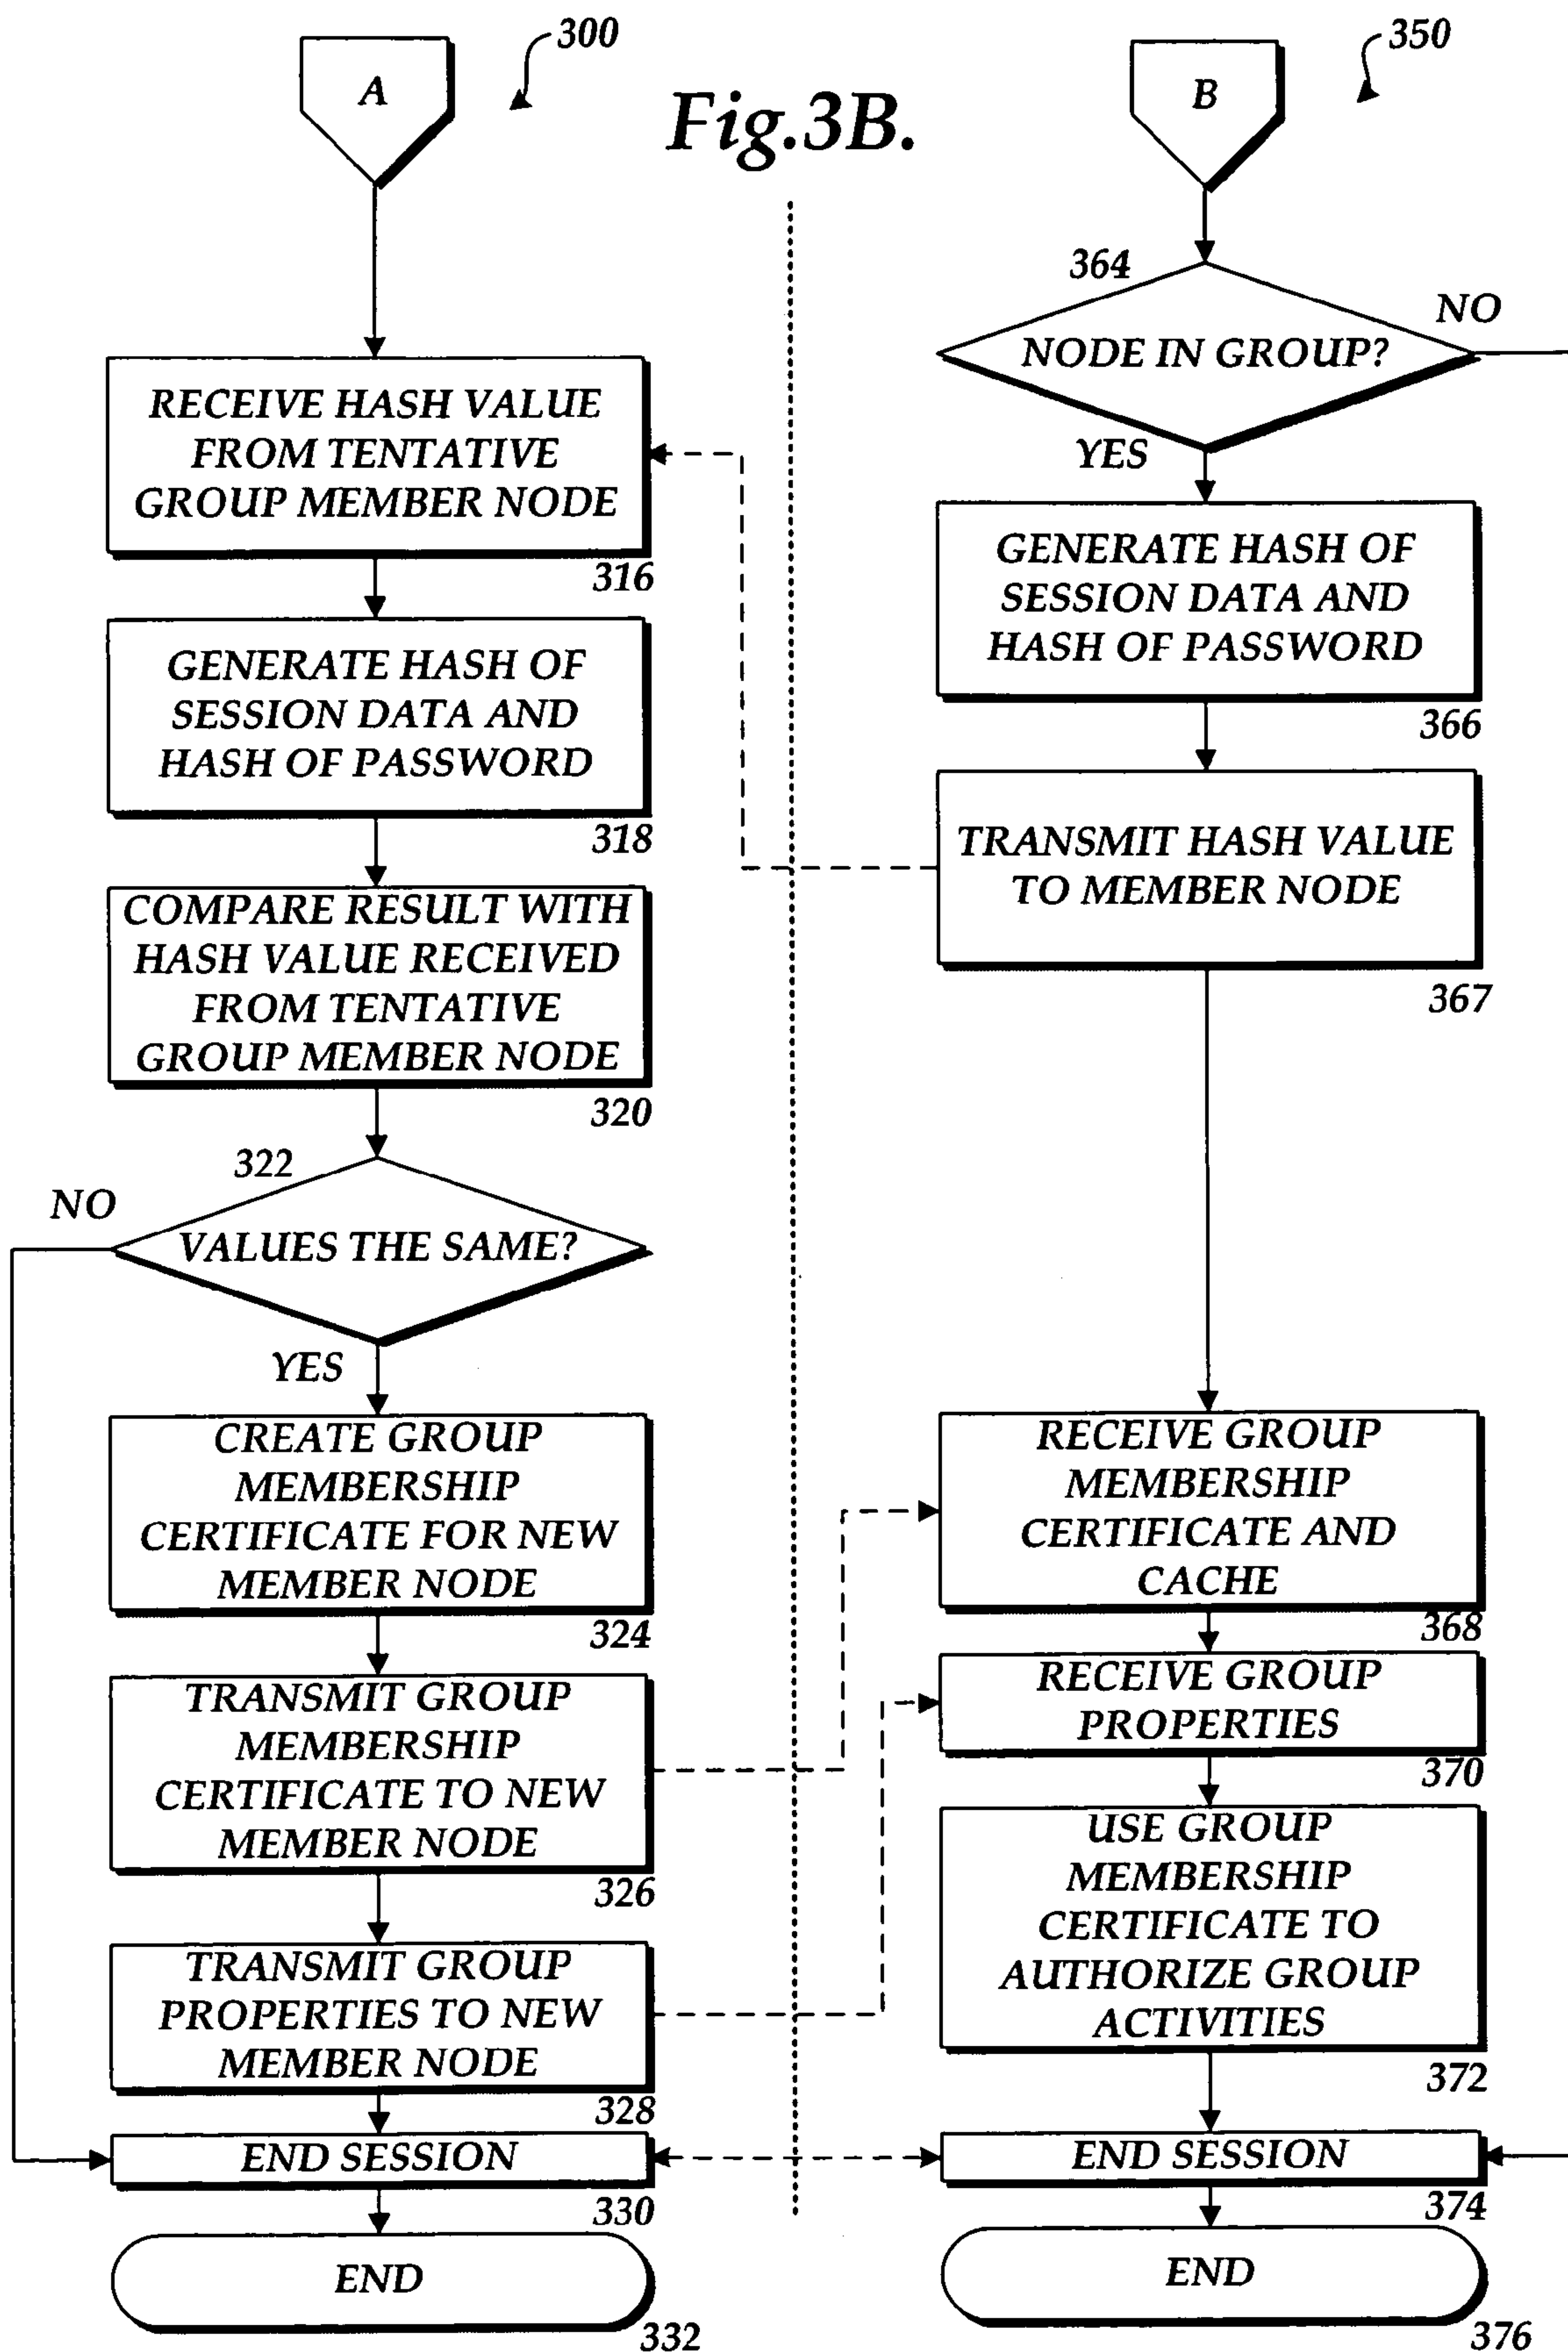 300
A
Fig.3B.
RECEIVE HASH VALUE
FROM TENTATIVE
GROUP MEMBER NODE
316
GENERATE HASH OF
SESSION DATA AND
HASH OF PASSWORD
318
COMPARE RESULT WITH
HASH VALUE RECEIVED
FROM TENTATIVE
GROUP MEMBER NODE
320
322
NO
VALUES THE SAME?
YES
CREATE GROUP
MEMBERSHIP
CERTIFICATE FOR NEW
MEMBER NODE
324
TRANSMIT GROUP
MEMBERSHIP
CERTIFICATE TO NEW
MEMBER NODE
326
TRANSMIT GROUP
PROPERTIES TO NEW
MEMBER NODE
328
END SESSION
330
END
332
350
B
364
NO
NODE IN GROUP?
YES
GENERATE HASH OF
SESSION DATA AND
HASH OF PASSWORD
366
TRANSMIT HASH VALUE
TO MEMBER NODE
367
RECEIVE GROUP
MEMBERSHIP
CERTIFICATE AND
CACHE
368
RECEIVE GROUP
PROPERTIES
370
USE GROUP
MEMBERSHIP
CERTIFICATE TO
AUTHORIZE GROUP
ACTIVITIES
372
END SESSION
374
END
376